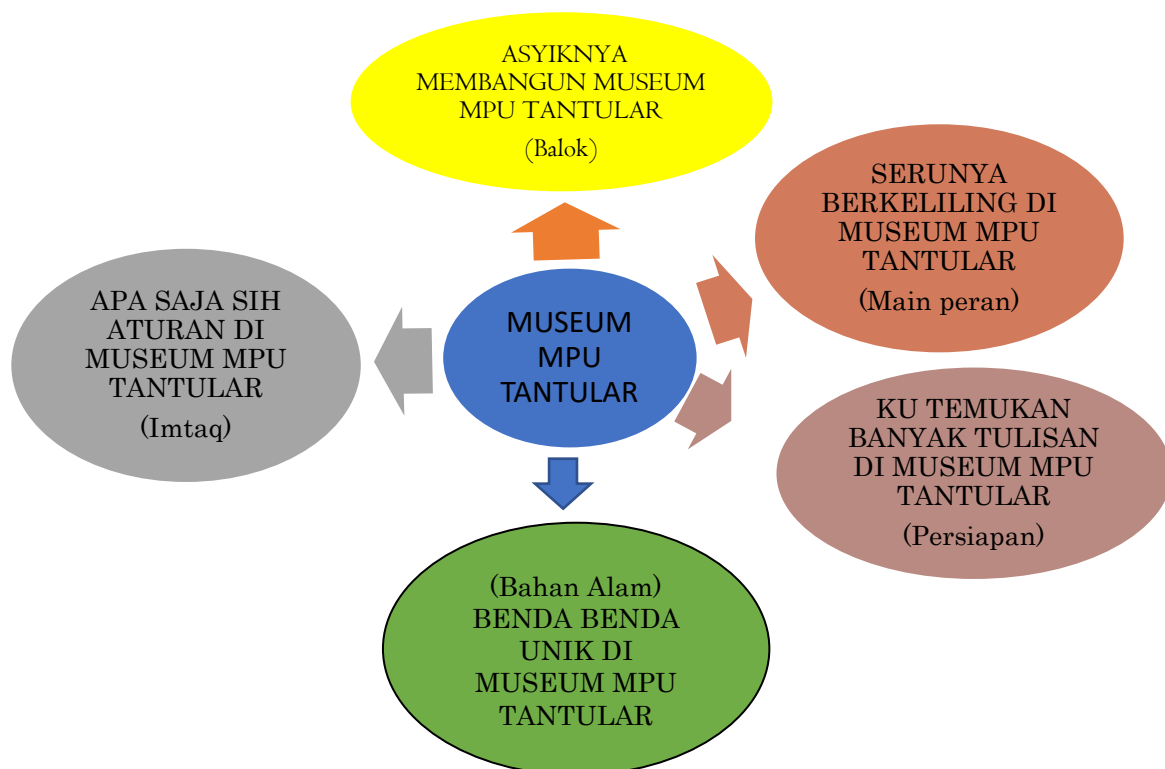 ASYIKNYA
MEMBANGUN MUSEUM
MPU TANTULAR
(Balok)
SERUNYA
BERKELILING DI
MUSEUM MPU
TANTULAR
(Main peran)
APA SAJA SIH
ATURAN DI
MUSEUM MPU
TANTULAR
(Imtaq)
MUSEUM
MPU
TANTULAR
KU TEMUKAN
BANYAK TULISAN
DI MUSEUM MPU
TANTULAR
(Persiapan)
(Bahan Alam)
BENDA BENDA
UNIK DI
MUSEUM MPU
TANTULAR